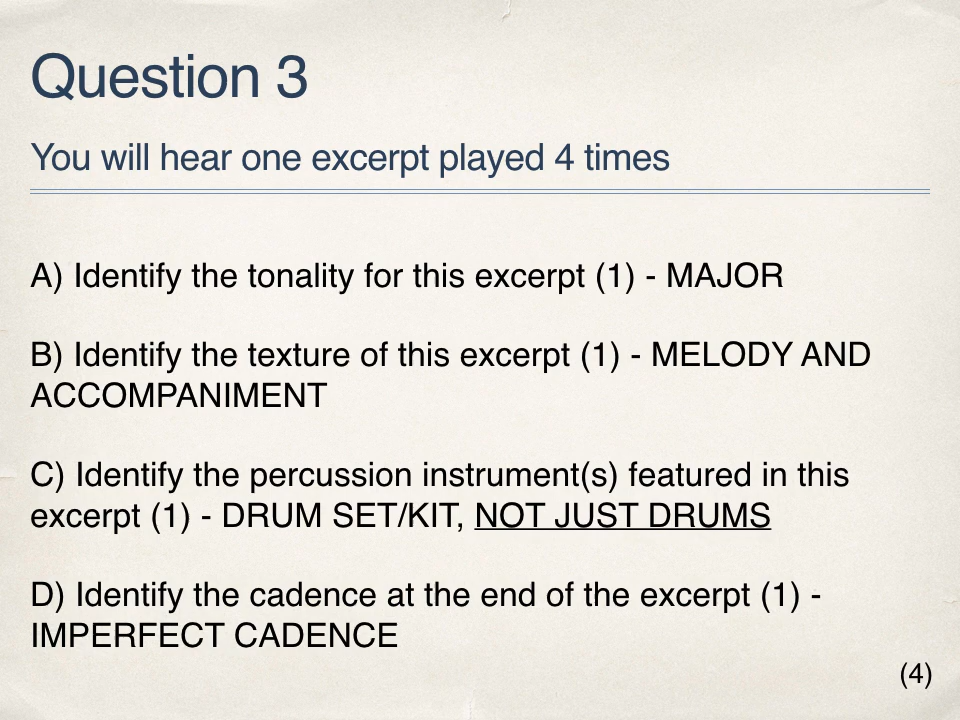 Question 3
You will hear one excerpt played 4 times
A) Identify the tonality for this excerpt (1) - MAJOR
B) Identify the texture of this excerpt (1) - MELODY AND
ACCOMPANIMENT
C) Identify the percussion instrument(s) featured in this
excerpt (1) - DRUM SET/KIT, NOT JUST DRUMS
D) Identify the cadence at the end of the excerpt (1) -
IMPERFECT CADENCE
(4)